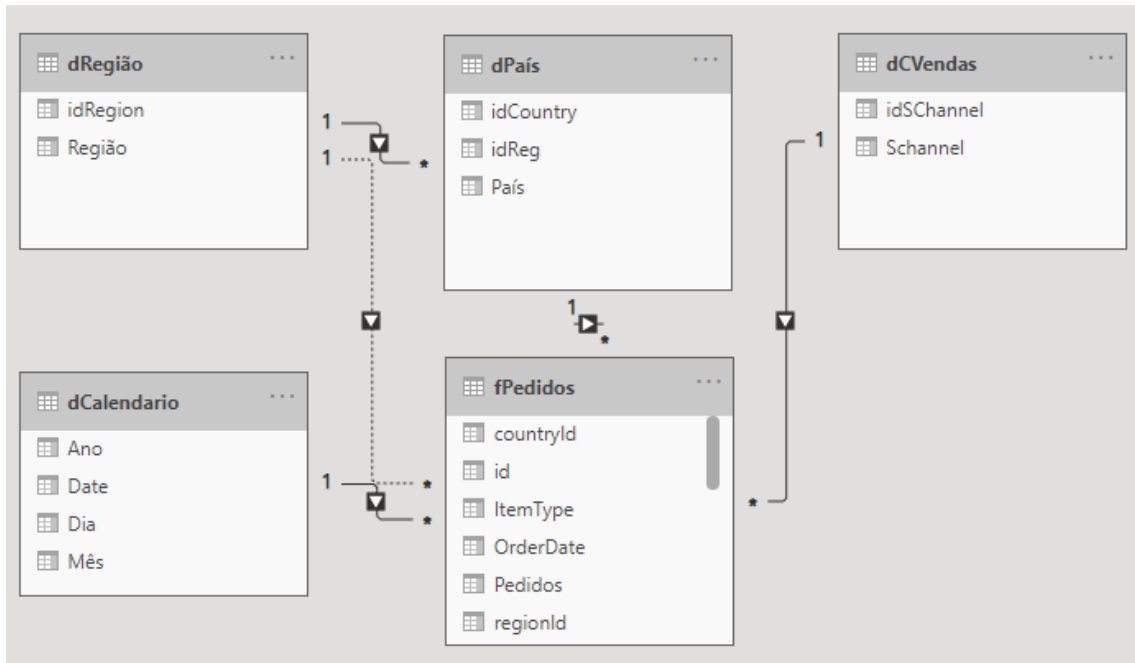 dRegião
idRegion
Região
dPaís
idCountry
idReg
País
dCVendas
idSChannel
Schannel
1
*
1
1
1
*
dCalendario
Ano
Date
Dia
Mês
fPedidos
countryId
id
ItemType
OrderDate
Pedidos
regionId
1
*
*
*